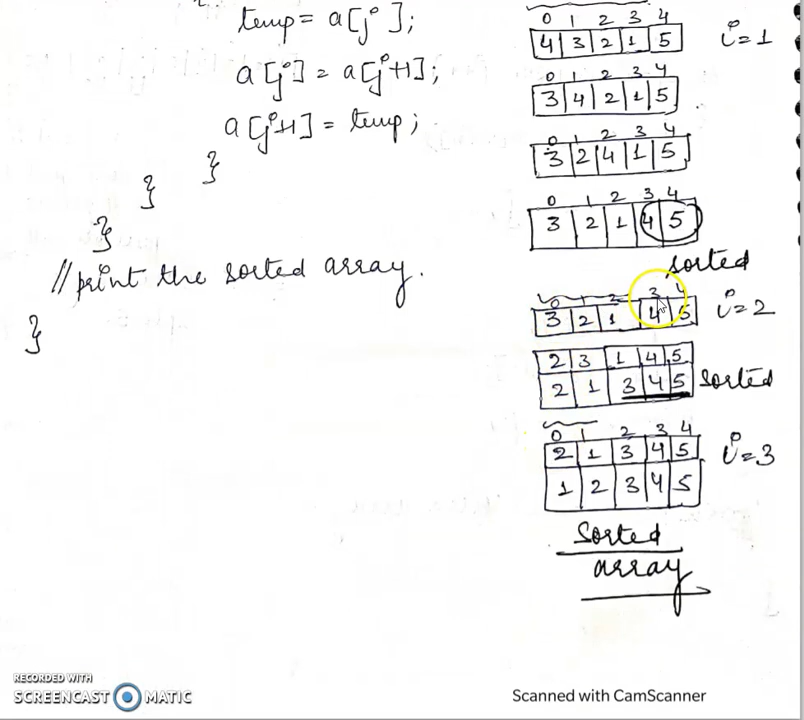 temp = a[j];
a[j] = a[j+1];
a[j+1] = temp;
}
}
}
//print the sorted array.
}
0 1 2 3 4
4 3 2 1 5 i=1
0 1 2 3 4
3 4 2 1 5
0 1 2 3 4
3 2 4 1 5
0 1 2 3 4
3 2 1 4 5
sorted
0 1 2 3 4
3 2 1 4 5 i=2
2 3 1 4 5
2 1 3 4 5 sorted
0 1 2 3 4
2 1 3 4 5 i=3
1 2 3 4 5
Sorted
array
RECORDED WITH
SCREENCAST MATIC
Scanned with CamScanner